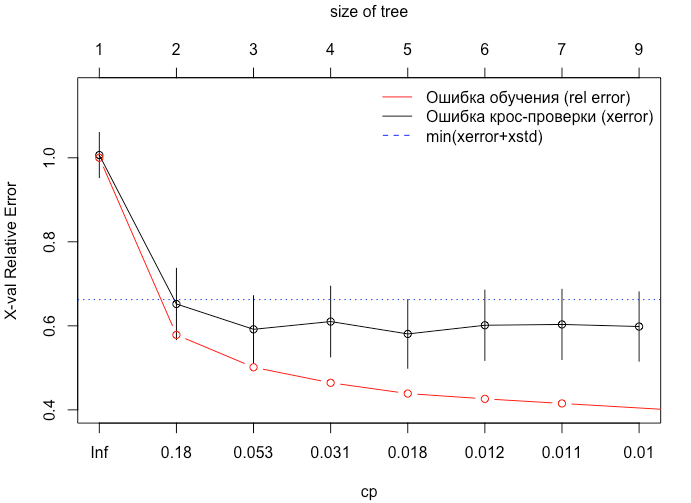 size of tree
1 2 3 4 5 6 7 9
Ошибка обучения (rel error)
Ошибка крос-проверки (xerror)
min(xerror+xstd)
X-val Relative Error
1.0
0.8
0.6
0.4
Inf 0.18 0.053 0.031 0.018 0.012 0.011 0.01
cp